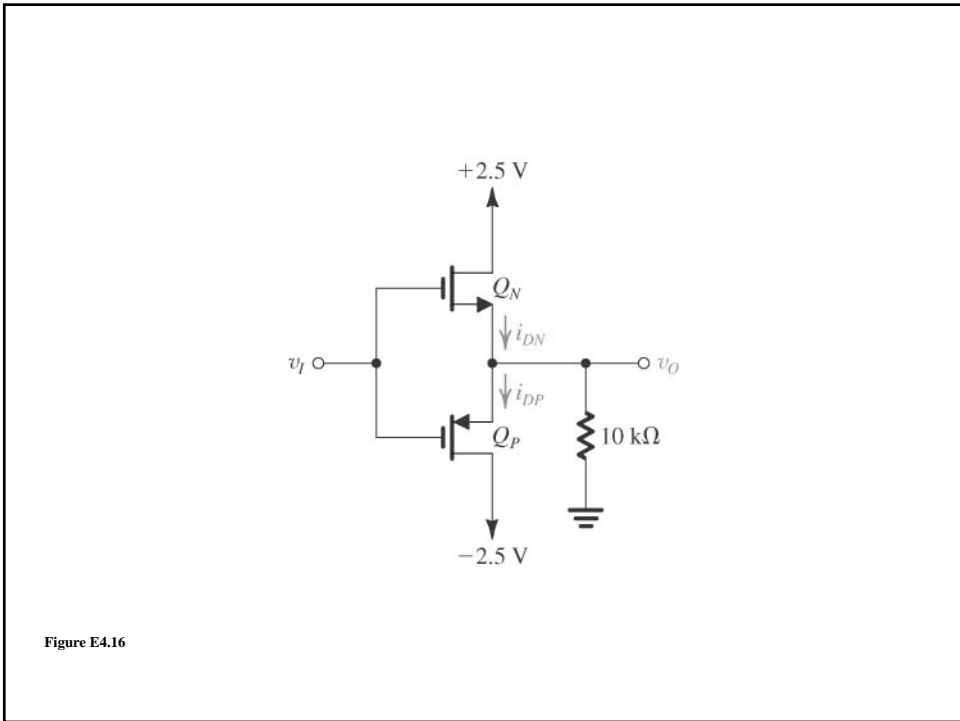 +2.5 V
Q_N
i_DN
v_I
v_O
i_DP
Q_P
10 kΩ
−2.5 V
Figure E4.16